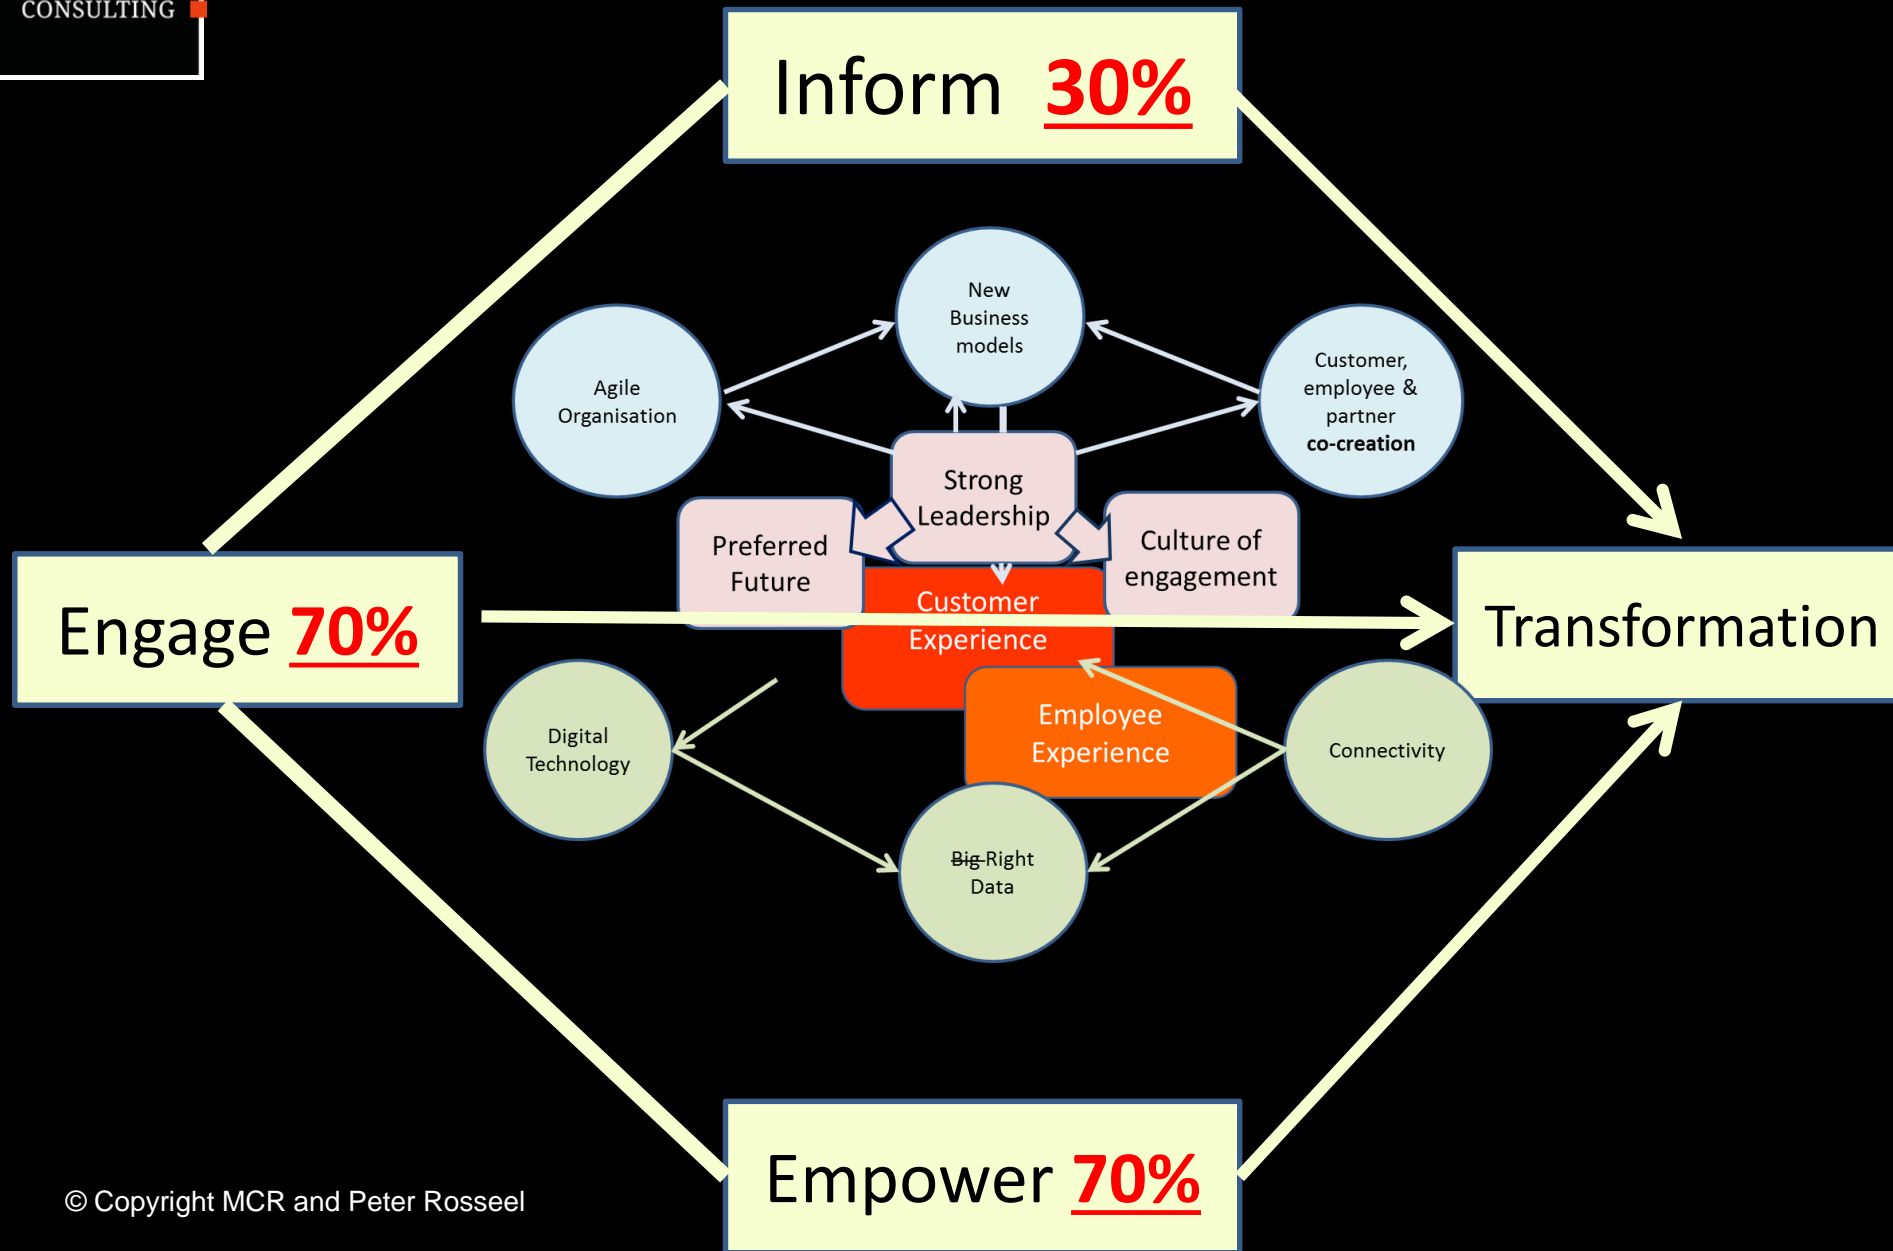 CONSULTING
Inform 30%
New
Business
models
Agile
Organisation
Customer,
employee &
partner
co-creation
Strong
Leadership
Preferred
Future
Culture of
engagement
Customer
Experience
Engage 70%
Transformation
Employee
Experience
Digital
Technology
Connectivity
Big Right
Data
Empower 70%
© Copyright MCR and Peter Rosseel